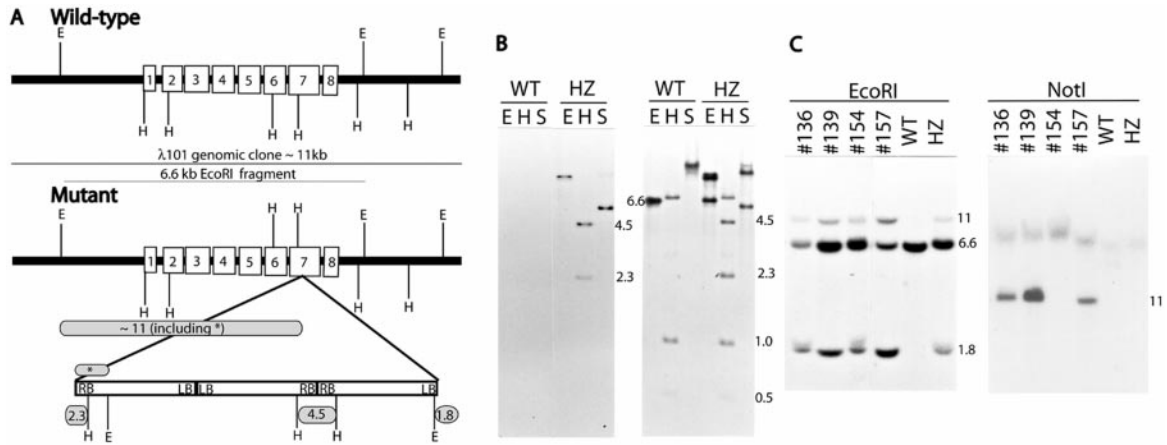 A
Wild-type
E E E
1 2 3 4 5 6 7 8
H H H H H H
λ101 genomic clone ~ 11kb
6.6 kb EcoRI fragment
Mutant
H H
E E E
1 2 3 4 5 6 7 8
H H H H
~ 11 (including *)
*
RB LB LB RB RB LB
2.3 4.5 1.8
H E H H E
B
WT HZ WT HZ
E H S E H S E H S E H S
6.6
4.5 4.5
2.3 2.3
1.0
0.5
C
EcoRI NotI
#136 #139 #154 #157 WT HZ #136 #139 #154 #157 WT HZ
11
6.6
11
1.8